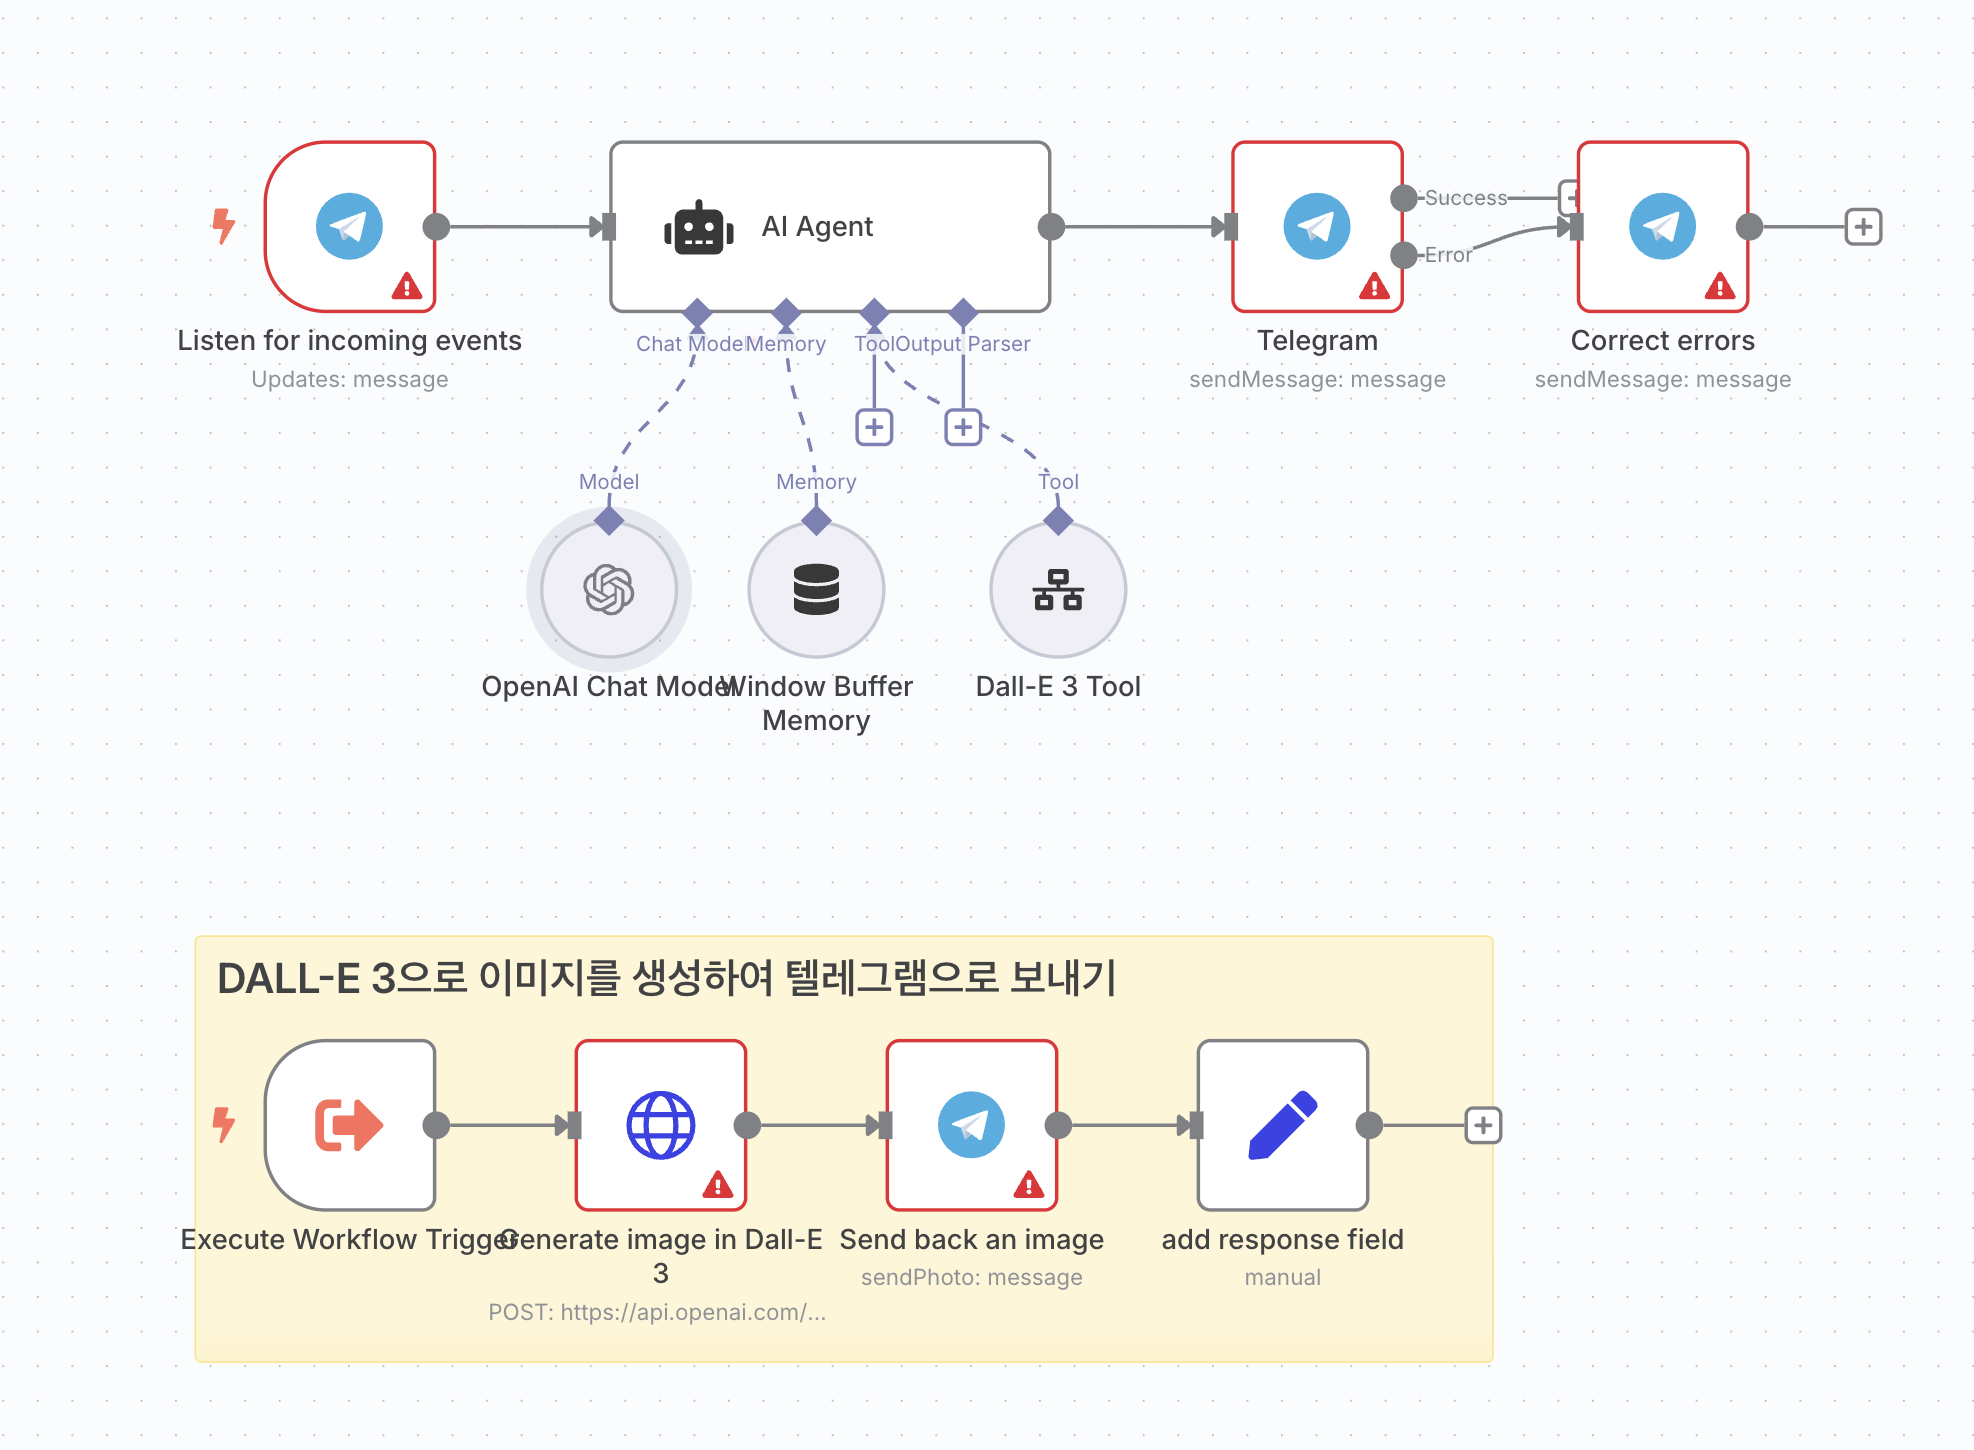 AI Agent
Success
Error
Listen for incoming events
Updates: message
Chat Model
Memory
Tool
Output Parser
Telegram
sendMessage: message
Correct errors
sendMessage: message
Model
Memory
Tool
OpenAI Chat Model
Window Buffer
Memory
Dall-E 3 Tool
DALL-E 3으로 이미지를 생성하여 텔레그램으로 보내기
Execute Workflow Trigger
Generate image in Dall-E
3
POST: https://api.openai.com/...
Send back an image
sendPhoto: message
add response field
manual